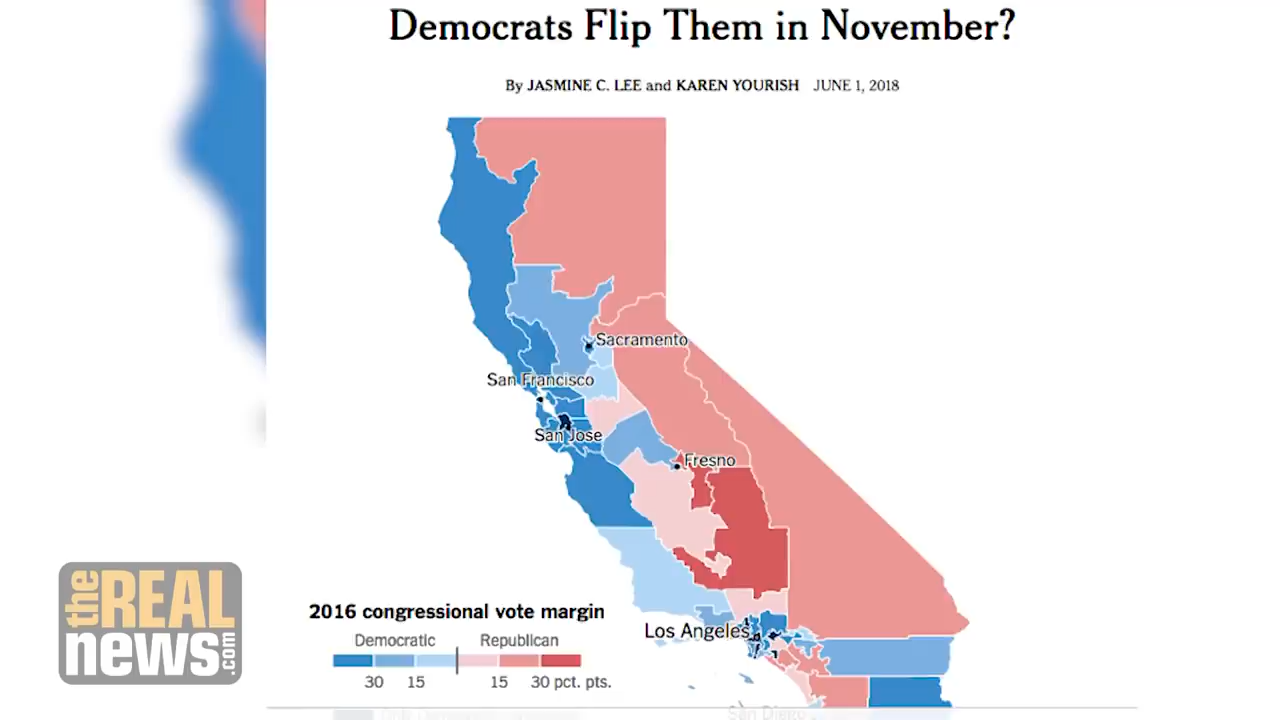 Democrats Flip Them in November?
By JASMINE C. LEE and KAREN YOURISH JUNE 1, 2018
Sacramento
San Francisco
San Jose
Fresno
2016 congressional vote margin
Democratic Republican
30 15 15 30 pct. pts.
Los Angeles
San Diego
the REAL
news.com